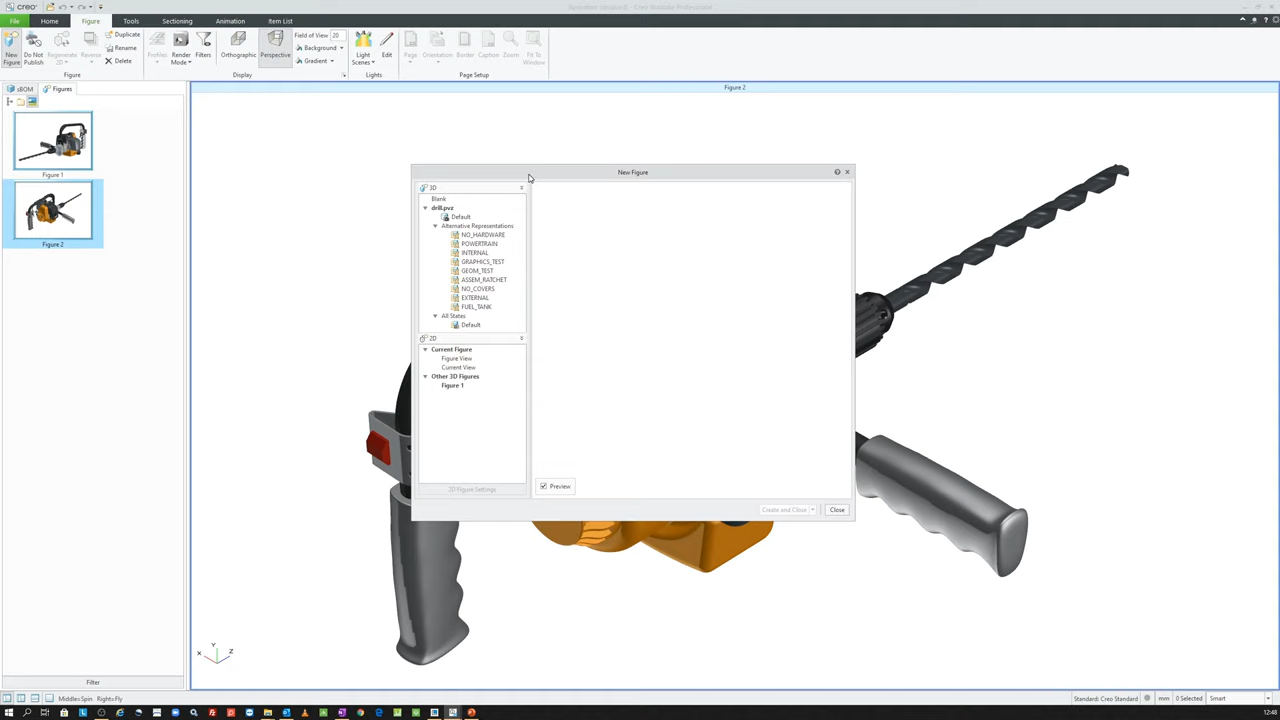 creo
Creo Illustrate Professional
File Home Figure Tools Sectioning Animation Item List
New Figure
Do Not Publish
Regenerate 2D
Reverse
Duplicate
Rename
Delete
Figure
Profiles
Render Mode
Filters
Orthographic
Perspective
Field of View 20
Background
Gradient
Display
Light Scenes
Edit
Lights
Page
Orientation
Border
Caption
Zoom
Fit To Window
Page Setup
sBOM Figures
Figure 2
Figure 1
Figure 2
New Figure
3D
Blank
drill.pvz
Default
Alternative Representations
NO_HARDWARE
POWERTRAIN
INTERNAL
GRAPHICS_TEST
GEOM_TEST
ASSEM_RATCHET
NO_COVERS
EXTERNAL
FUEL_TANK
All States
Default
2D
Current Figure
Figure View
Current View
Other 3D Figures
Figure 1
2D Figure Settings
Preview
Create and Close
Close
Y
X
Z
Filter
Middle:Spin Right:Fly
Standard: Creo Standard
mm
0 Selected
Smart
12:48